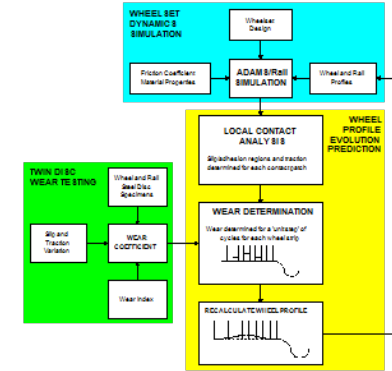 WHEEL SET
DYNAMICS
SIMULATION
Wheelset
Design
Friction Coefficient
Material Properties
ADAMS/Rail
SIMULATION
Wheel and Rail
Profiles
LOCAL CONTACT
ANALYSIS
Slip/adhesion regions and traction
determined for each contact patch
WHEEL
PROFILE
EVOLUTION
PREDICTION
TWIN DISC
WEAR TESTING
Wheel and Rail
Steel Disc
Specimens
Slip and
Traction
Variation
WEAR
COEFFICIENT
Wear Index
WEAR DETERMINATION
Wear determined for a 'unit step' of
cycles for each wheel strip
RECALCULATE WHEEL PROFILE